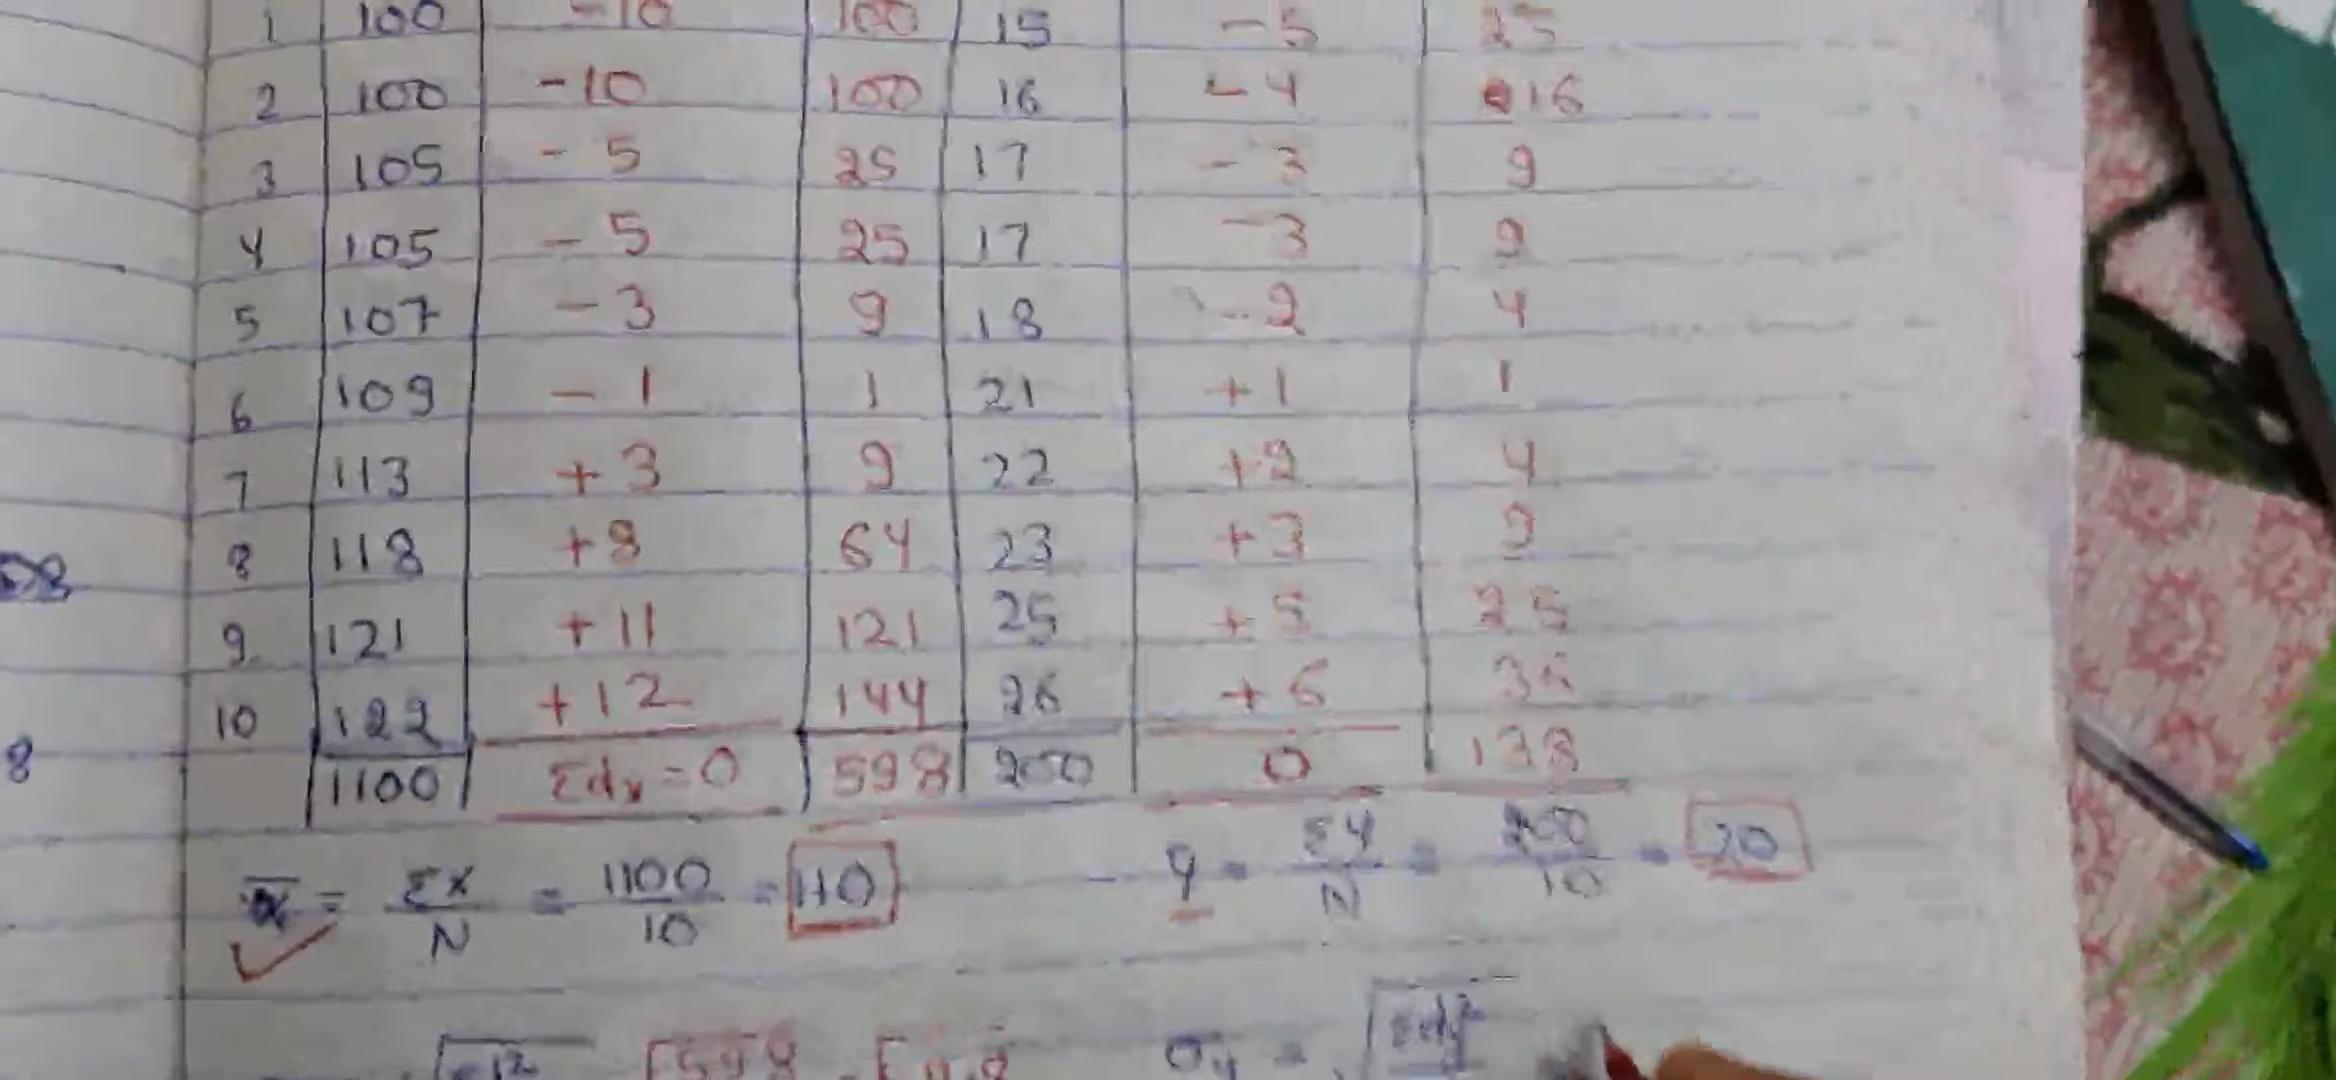 1 100 -10 100 15 -5 25
2 100 -10 100 16 -4 16
3 105 -5 25 17 -3 9
4 105 -5 25 17 -3 9
5 107 -3 9 18 -2 4
6 109 -1 1 21 +1 1
7 113 +3 9 22 +2 4
8 118 +8 64 23 +3 9
9 121 +11 121 25 +5 25
10 122 +12 144 26 +6 36
1100 Σdx=0 598 200 0 138
8
x̄ = ΣX/N = 1100/10 = 110
ȳ = ΣY/N = 200/10 = 20
σy = √Σdy²